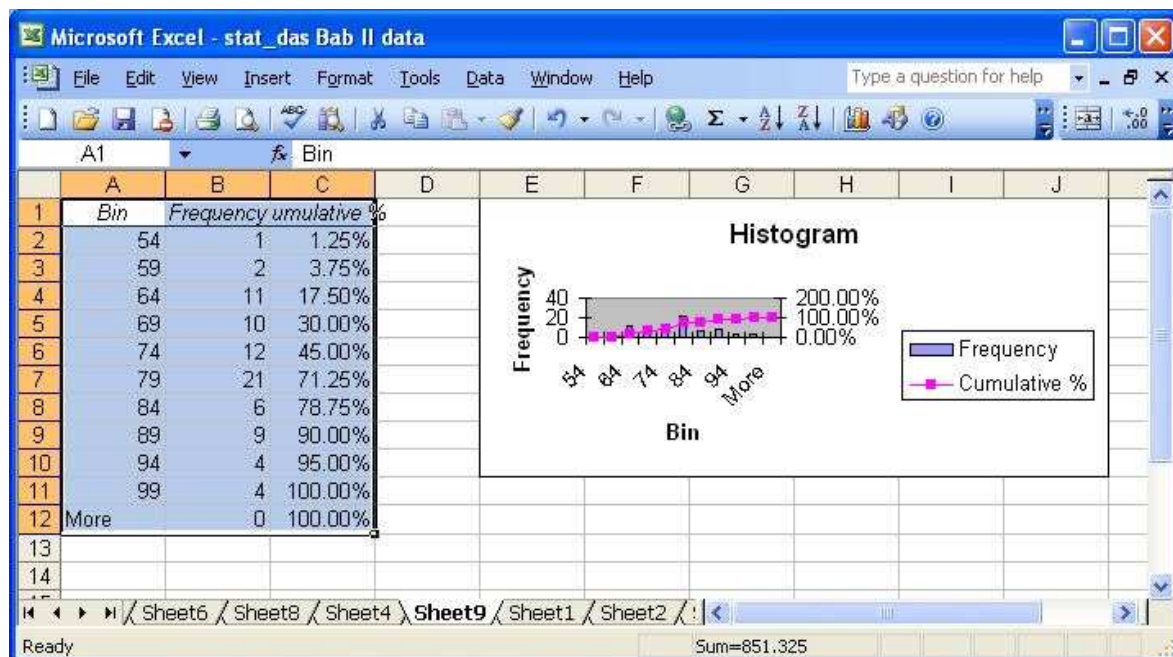 Microsoft Excel - stat_das Bab II data
File Edit View Insert Format Tools Data Window Help Type a question for help
A1 fx Bin
A B C D E F G H I J
1 Bin Frequency umulative %
2 54 1 1.25%
3 59 2 3.75%
4 64 11 17.50%
5 69 10 30.00%
6 74 12 45.00%
7 79 21 71.25%
8 84 6 78.75%
9 89 9 90.00%
10 94 4 95.00%
11 99 4 100.00%
12 More 0 100.00%
13
14
Histogram
Frequency
40
20
0
200.00%
100.00%
0.00%
54 64 74 84 94 More
Bin
Frequency
Cumulative %
Sheet6 / Sheet8 / Sheet4 \ Sheet9 / Sheet1 / Sheet2 /
Ready Sum=851.325